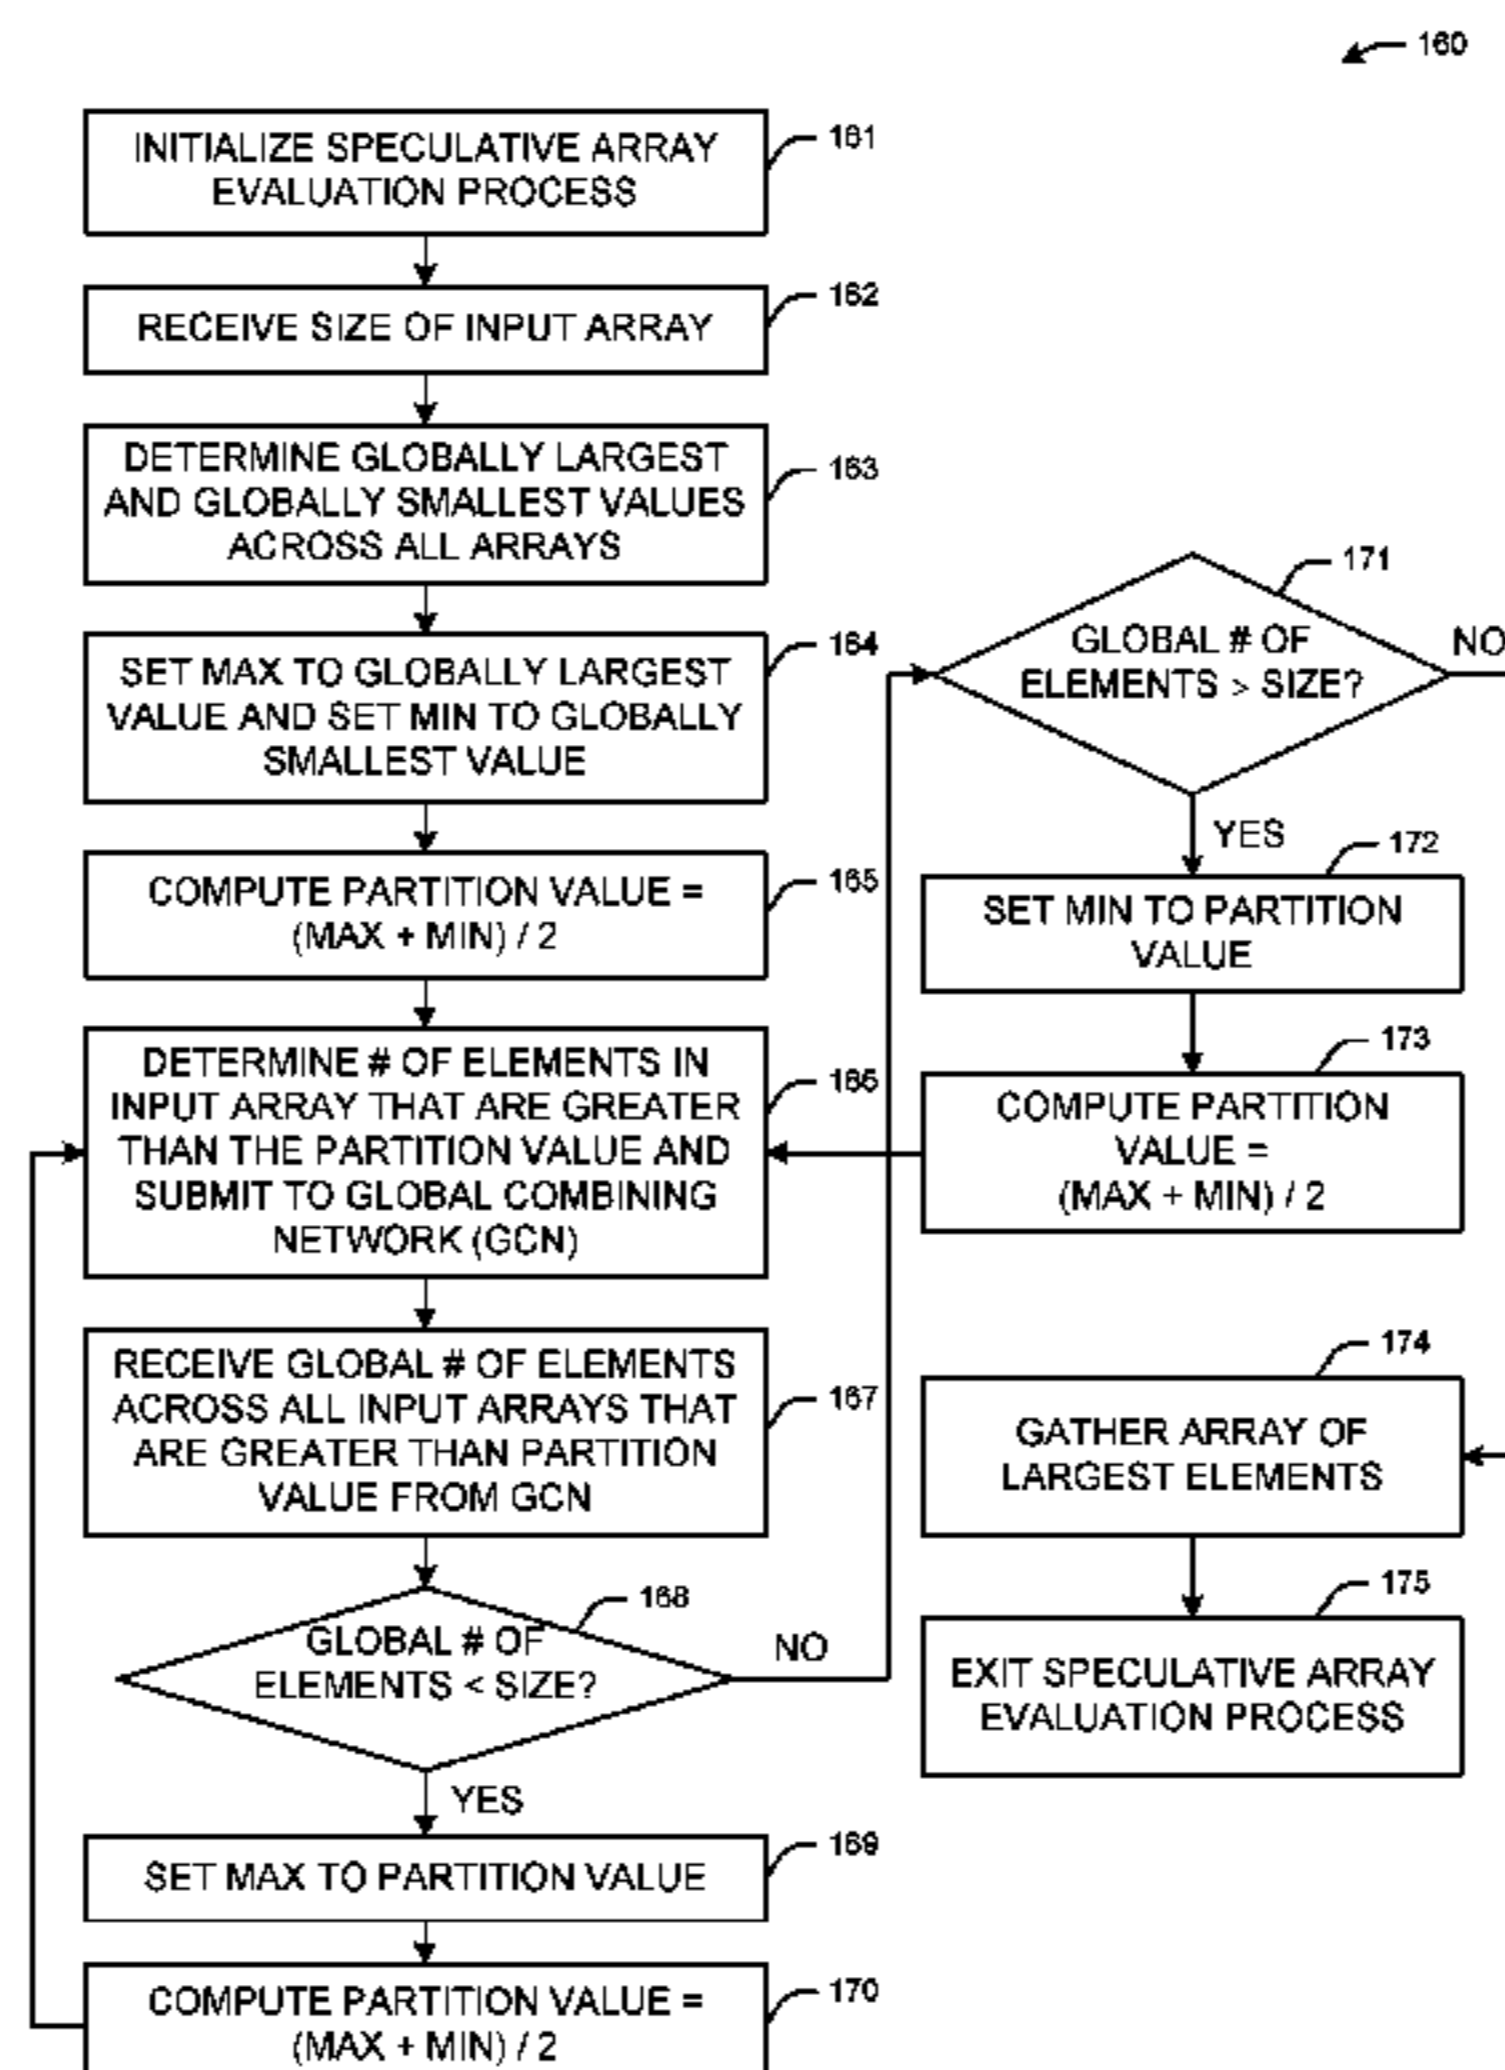 160
INITIALIZE SPECULATIVE ARRAY
EVALUATION PROCESS
161
RECEIVE SIZE OF INPUT ARRAY
162
DETERMINE GLOBALLY LARGEST
AND GLOBALLY SMALLEST VALUES
ACROSS ALL ARRAYS
163
SET MAX TO GLOBALLY LARGEST
VALUE AND SET MIN TO GLOBALLY
SMALLEST VALUE
164
COMPUTE PARTITION VALUE =
(MAX + MIN) / 2
165
DETERMINE # OF ELEMENTS IN
INPUT ARRAY THAT ARE GREATER
THAN THE PARTITION VALUE AND
SUBMIT TO GLOBAL COMBINING
NETWORK (GCN)
166
RECEIVE GLOBAL # OF ELEMENTS
ACROSS ALL INPUT ARRAYS THAT
ARE GREATER THAN PARTITION
VALUE FROM GCN
167
GLOBAL # OF
ELEMENTS < SIZE?
168
NO
YES
SET MAX TO PARTITION VALUE
169
COMPUTE PARTITION VALUE =
(MAX + MIN) / 2
170
GLOBAL # OF
ELEMENTS > SIZE?
171
NO
YES
SET MIN TO PARTITION
VALUE
172
COMPUTE PARTITION
VALUE =
(MAX + MIN) / 2
173
GATHER ARRAY OF
LARGEST ELEMENTS
174
EXIT SPECULATIVE ARRAY
EVALUATION PROCESS
175